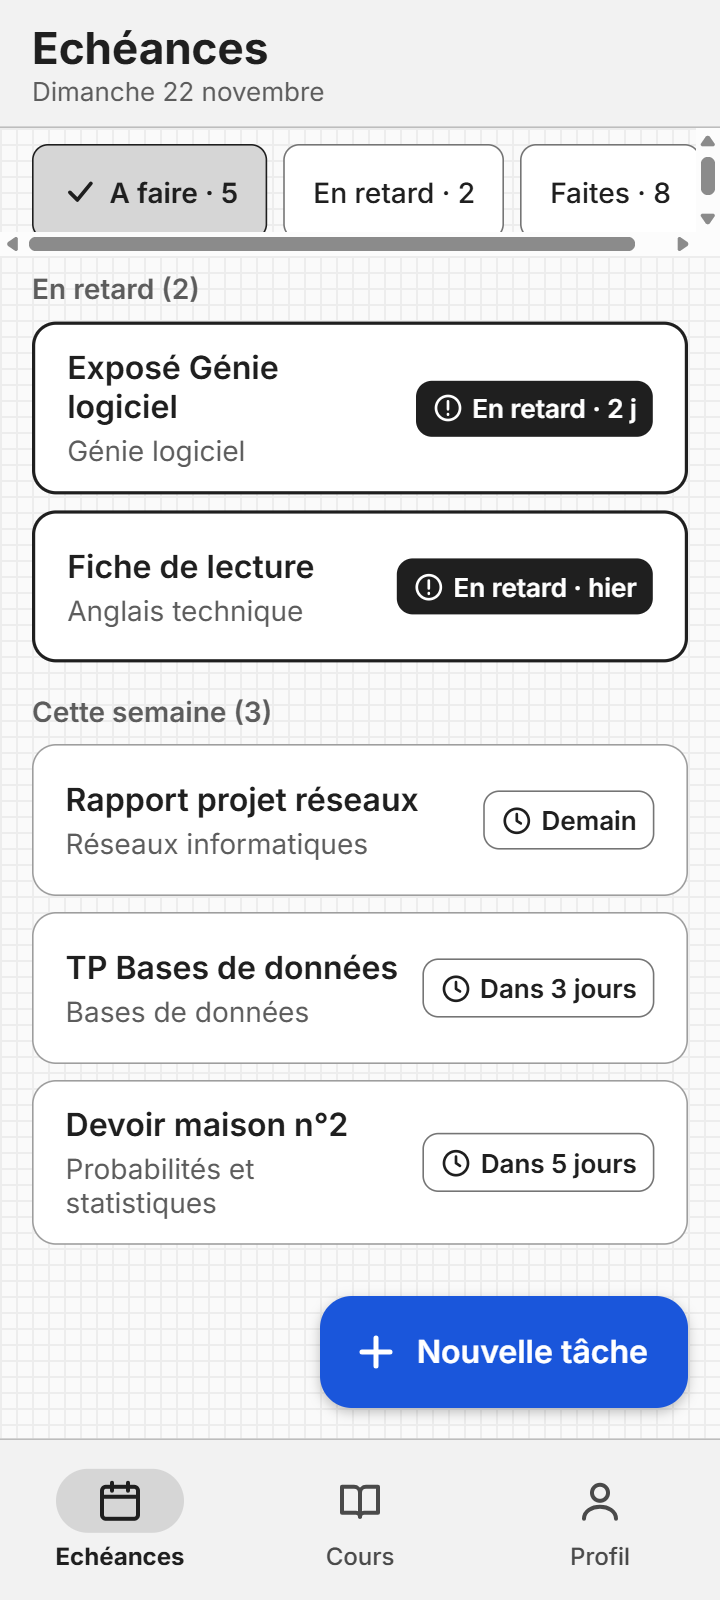 Echéances
Dimanche 22 novembre
A faire · 5
En retard · 2
Faites · 8
En retard (2)
Exposé Génie
logiciel
Génie logiciel
En retard · 2 j
Fiche de lecture
Anglais technique
En retard · hier
Cette semaine (3)
Rapport projet réseaux
Réseaux informatiques
Demain
TP Bases de données
Bases de données
Dans 3 jours
Devoir maison n°2
Probabilités et
statistiques
Dans 5 jours
Nouvelle tâche
Echéances
Cours
Profil